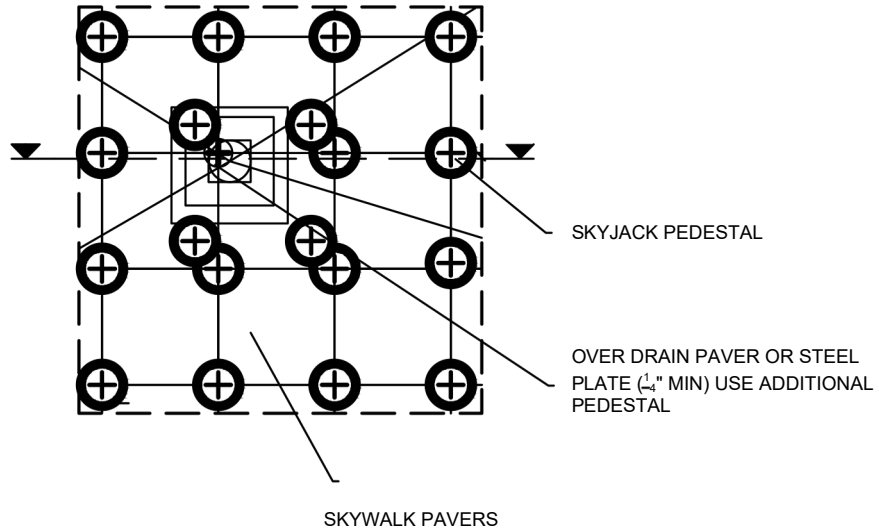 SKYJACK PEDESTAL
OVER DRAIN PAVER OR STEEL
PLATE (1/4" MIN) USE ADDITIONAL
PEDESTAL
SKYWALK PAVERS